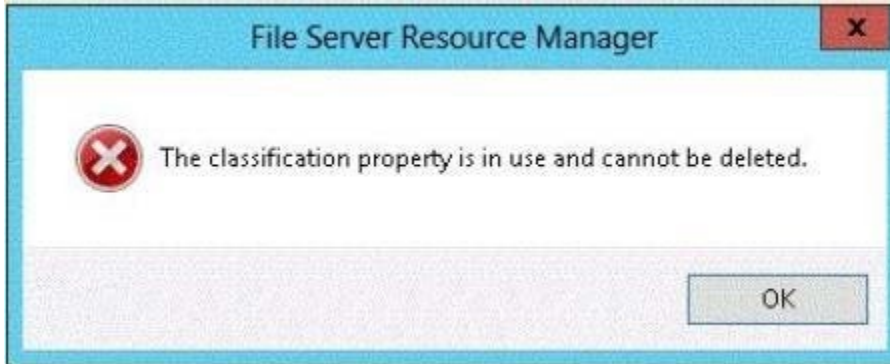 File Server Resource Manager
x
The classification property is in use and cannot be deleted.
OK